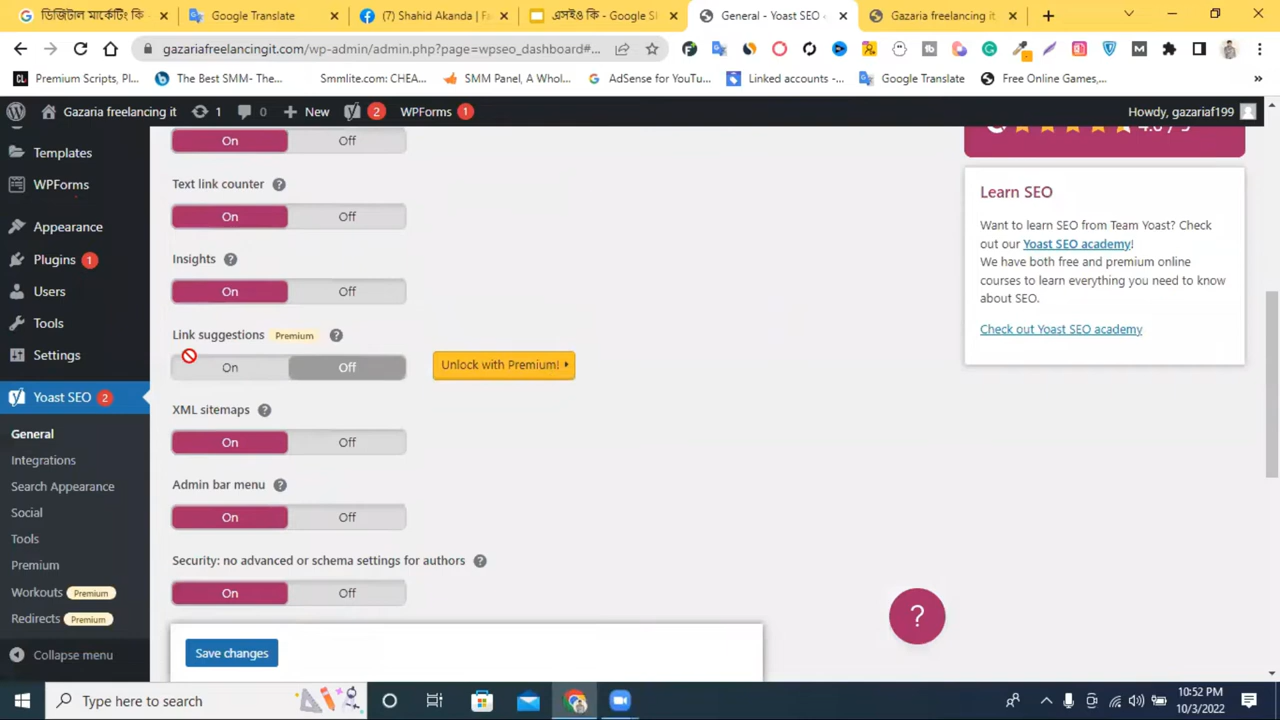 ডিজিটাল মার্কেটিং কি -
Google Translate
(7) Shahid Akanda | Fa
এসইও কি - Google Sl
General - Yoast SEO
Gazaria freelancing it
gazariafreelancingit.com/wp-admin/admin.php?page=wpseo_dashboard#...
Premium Scripts, Pl...
The Best SMM- The...
Smmlite.com: CHEA...
SMM Panel, A Whol...
AdSense for YouTu...
Linked accounts -...
Google Translate
Free Online Games,...
»
Gazaria freelancing it
1
0
New
2
WPForms 1
Howdy, gazariaf199
Templates
WPForms
Appearance
Plugins 1
Users
Tools
Settings
Yoast SEO 2
General
Integrations
Search Appearance
Social
Tools
Premium
Workouts Premium
Redirects Premium
Collapse menu
On Off
Text link counter ?
On Off
Insights ?
On Off
Link suggestions Premium ?
On Off
Unlock with Premium!
XML sitemaps ?
On Off
Admin bar menu ?
On Off
Security: no advanced or schema settings for authors ?
On Off
Save changes
Learn SEO
Want to learn SEO from Team Yoast? Check
out our Yoast SEO academy!
We have both free and premium online
courses to learn everything you need to know
about SEO.
Check out Yoast SEO academy
?
Type here to search
10:52 PM
10/3/2022